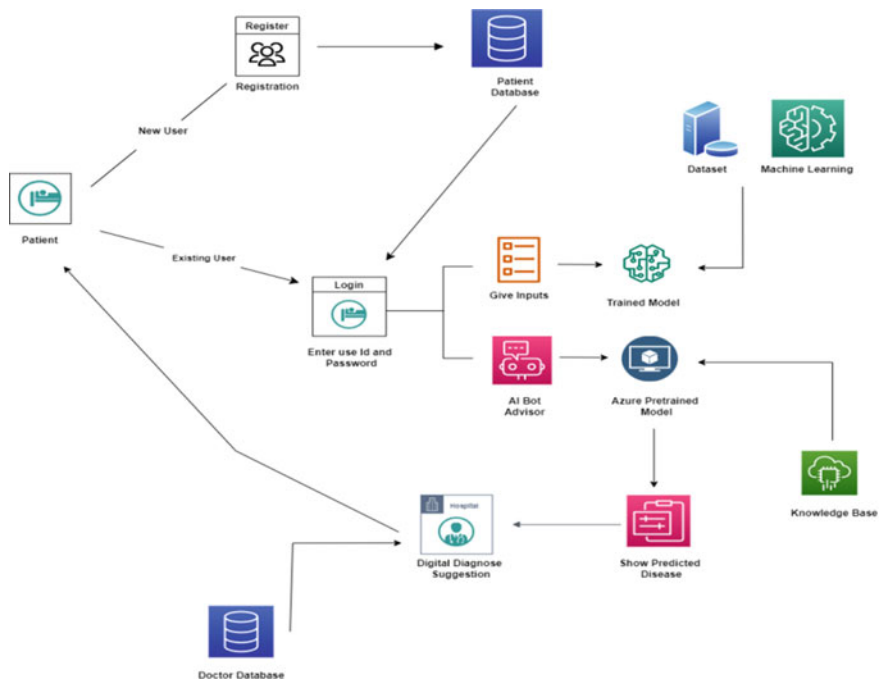 Register
Registration
Patient
Database
New User
Dataset
Machine Learning
Patient
Existing User
Login
Give Inputs
Trained Model
Enter use Id and
Password
AI Bot
Advisor
Azure Pretrained
Model
Hospital
Knowledge Base
Digital Diagnose
Suggestion
Show Predicted
Disease
Doctor Database